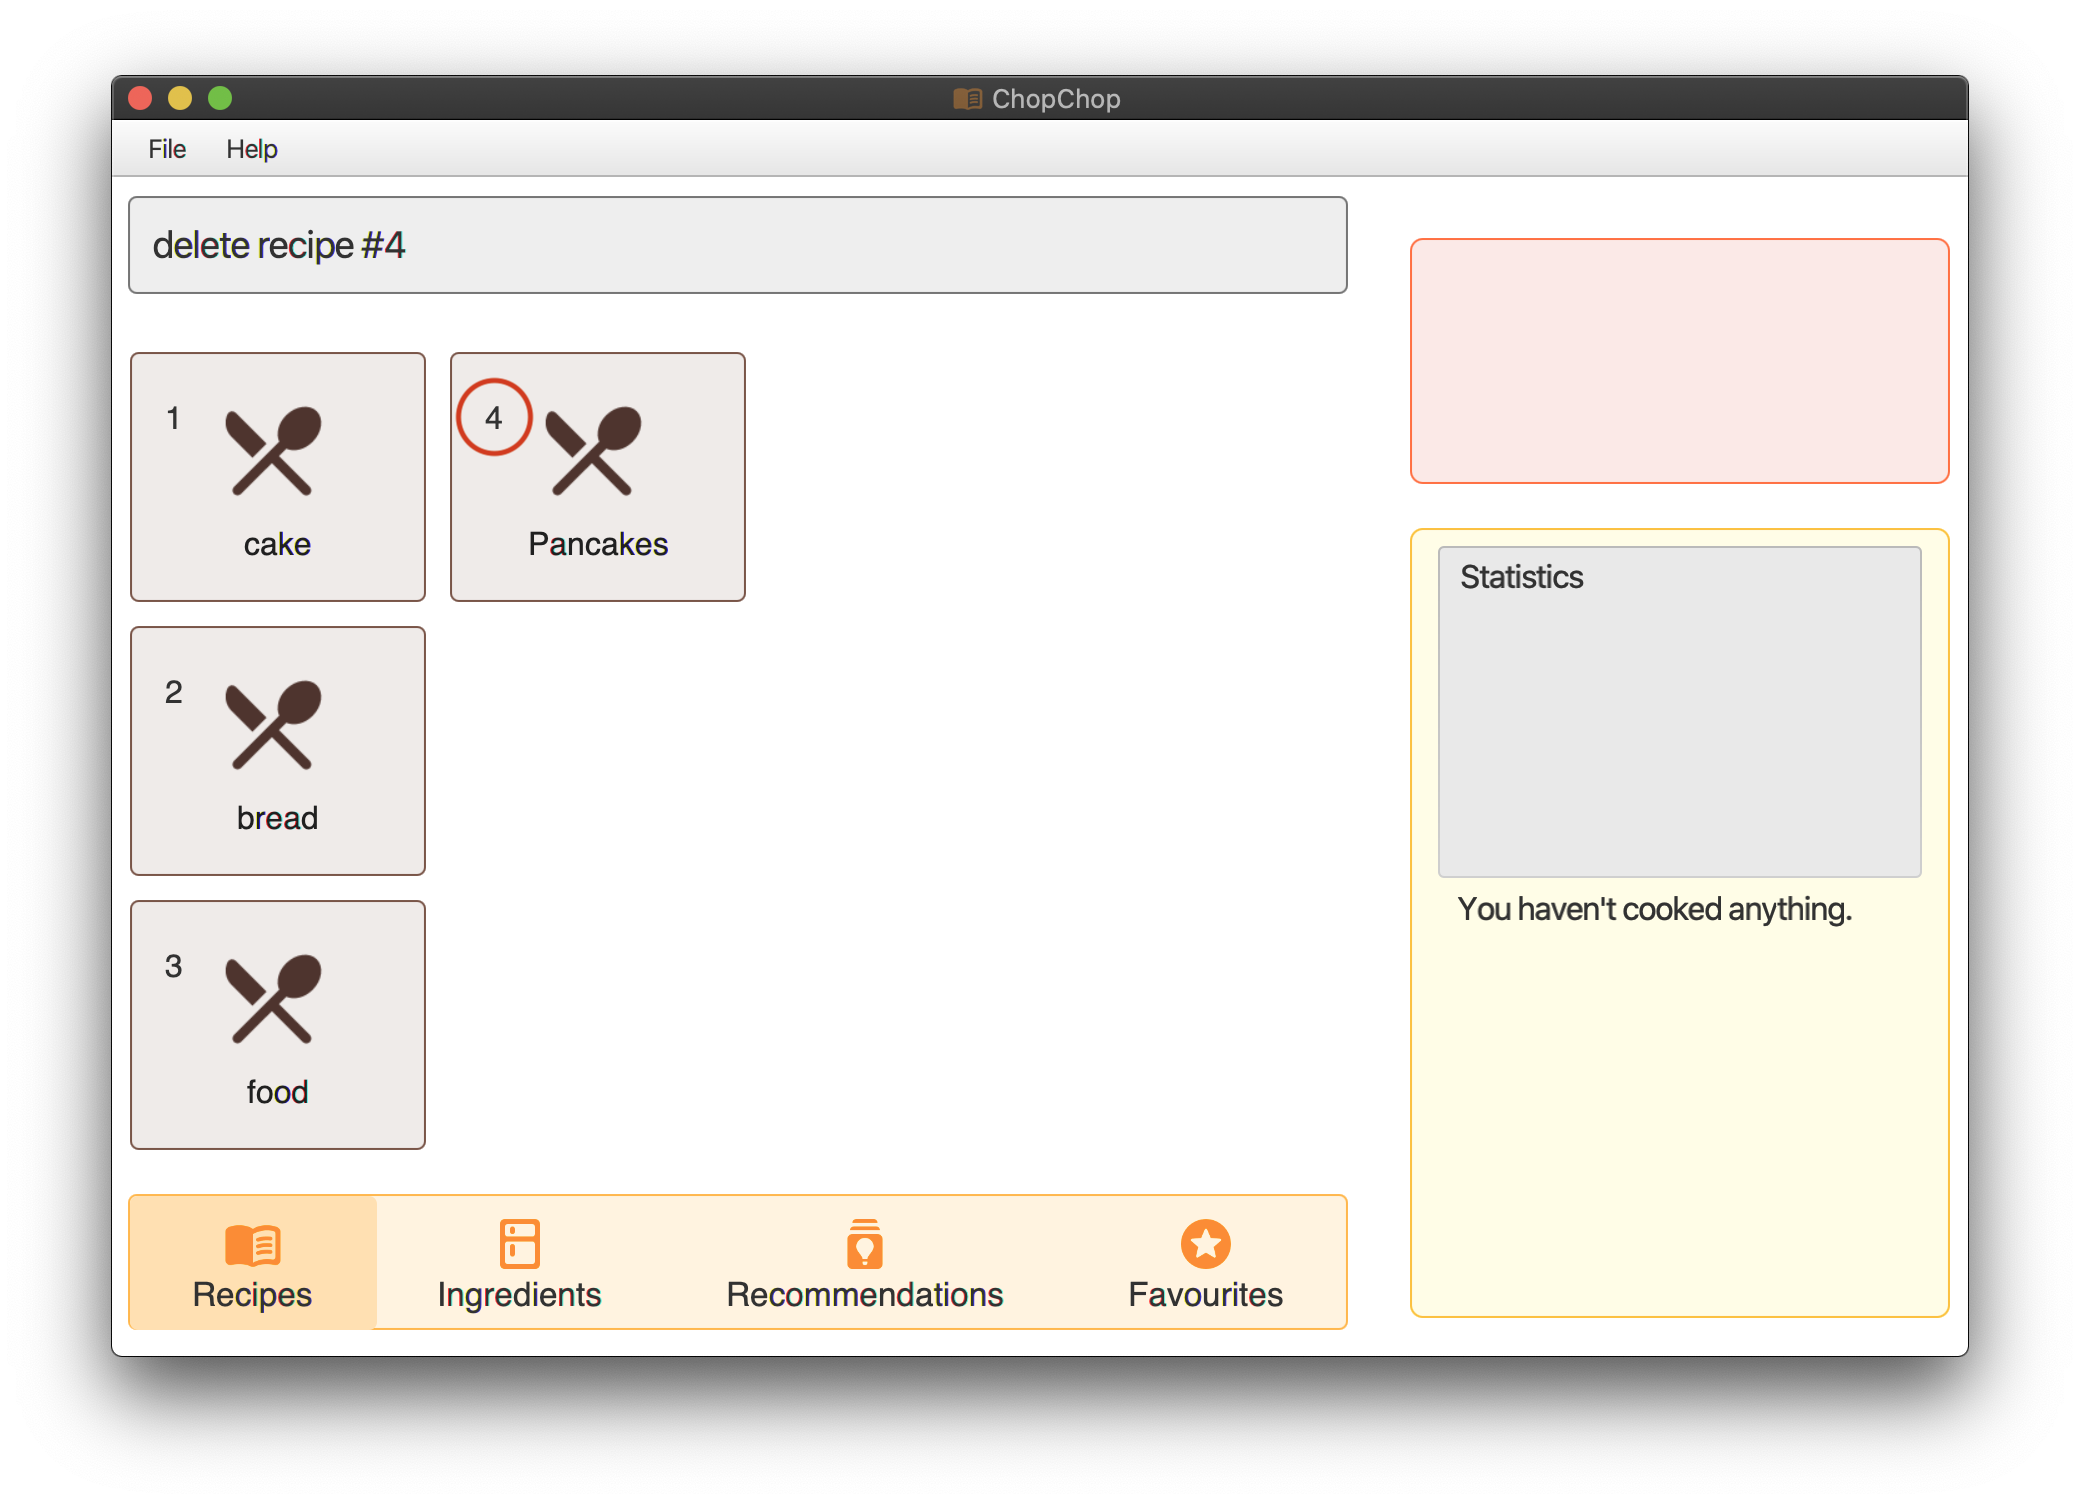 ChopChop
File Help
delete recipe #4
1
cake
4
Pancakes
2
bread
3
food
Statistics
You haven't cooked anything.
Recipes
Ingredients
Recommendations
Favourites